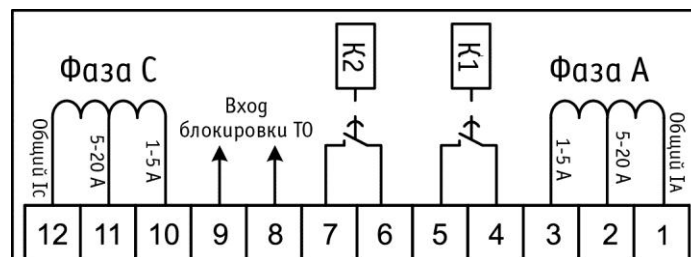 Фаза С
Общий Iс
5-20 А
1-5 А
Вход
блокировки ТО
К2
К1
Фаза А
1-5 А
5-20 А
Общий IА
12 11 10 9 8 7 6 5 4 3 2 1